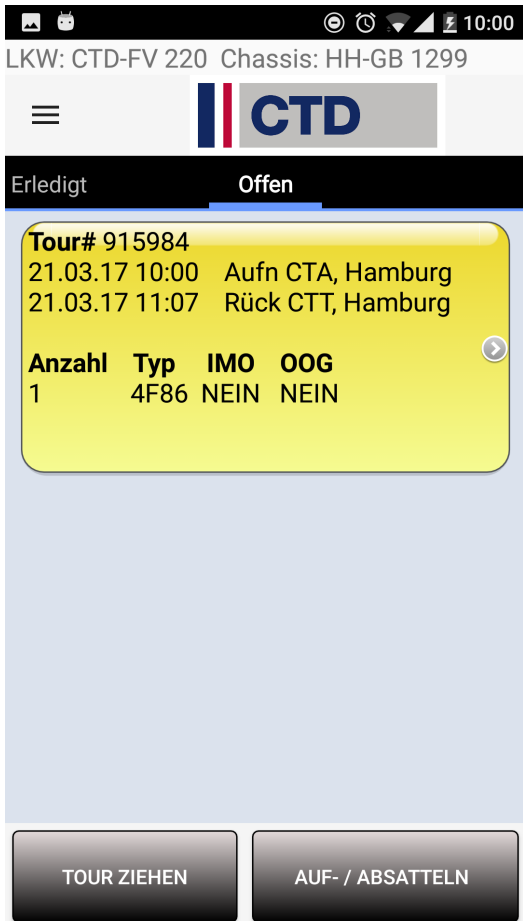 10:00
LKW: CTD-FV 220 Chassis: HH-GB 1299
CTD
Erledigt Offen
Tour# 915984
21.03.17 10:00 Aufn CTA, Hamburg
21.03.17 11:07 Rück CTT, Hamburg
Anzahl Typ IMO OOG
1 4F86 NEIN NEIN
TOUR ZIEHEN AUF- / ABSATTELN